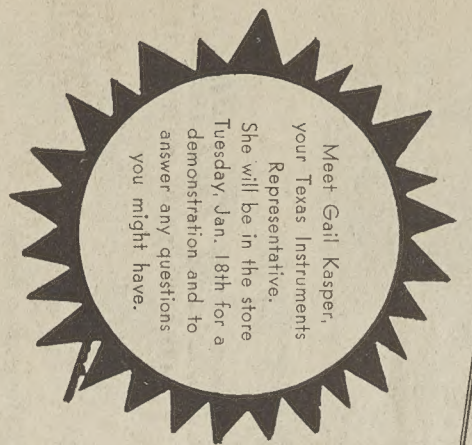 Meet Gail Kasper,
your Texas Instruments
Representative.
She will be in the store
Tuesday, Jan. 18th for a
demonstration and to
answer any questions
you might have.